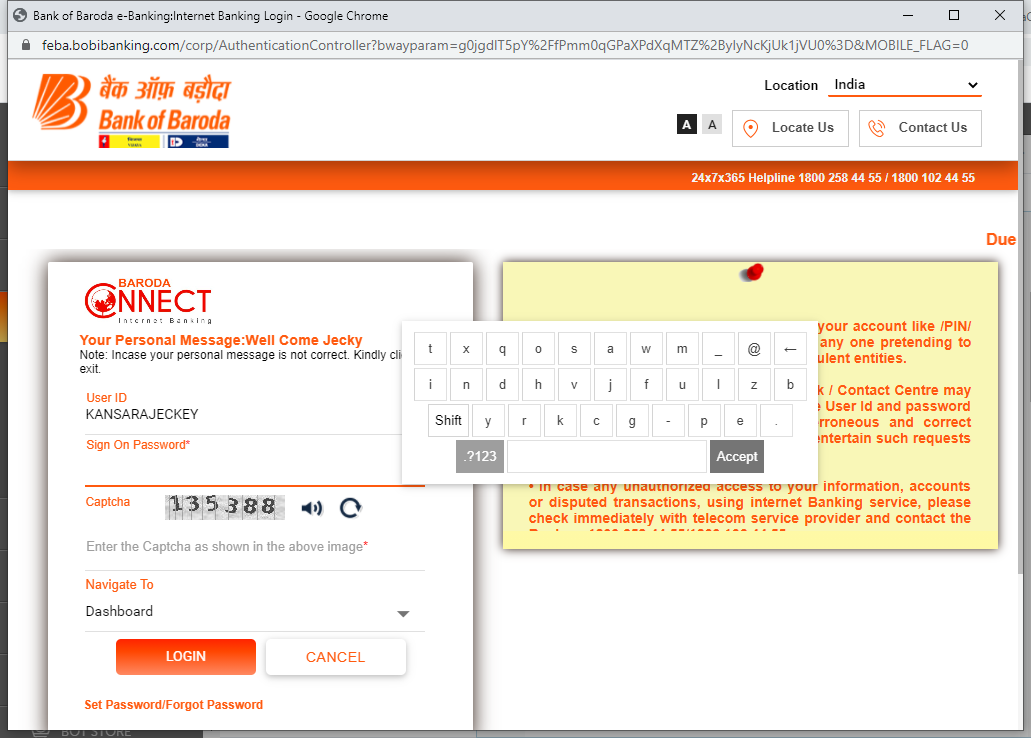 Bank of Baroda e-Banking:Internet Banking Login - Google Chrome
feba.bobibanking.com/corp/AuthenticationController?bwayparam=g0jgdIT5pY%2FfPmm0qGPaXPdXqMTZ%2BylyNcKjUk1jVU0%3D&MOBILE_FLAG=0
बैंक ऑफ़ बड़ौदा
Bank of Baroda
Location India
A A Locate Us Contact Us
24x7x365 Helpline 1800 258 44 55 / 1800 102 44 55
Due
BARODA
CONNECT
Internet Banking
Your Personal Message:Well Come Jecky
Note: Incase your personal message is not correct. Kindly cli
exit.
User ID
KANSARAJECKEY
Sign On Password*
Captcha 135388
Enter the Captcha as shown in the above image*
Navigate To
Dashboard
LOGIN CANCEL
Set Password/Forgot Password
t x q o s a w m _ @ ←
i n d h v j f u l z b
Shift y r k c g - p e .
.?123 Accept
your account like /PIN/
any one pretending to
ulent entities.
k / Contact Centre may
e User Id and password
rroneous and correct
entertain such requests
• In case any unauthorized access to your information, accounts
or disputed transactions, using internet Banking service, please
check immediately with telecom service provider and contact the
BOT STORE